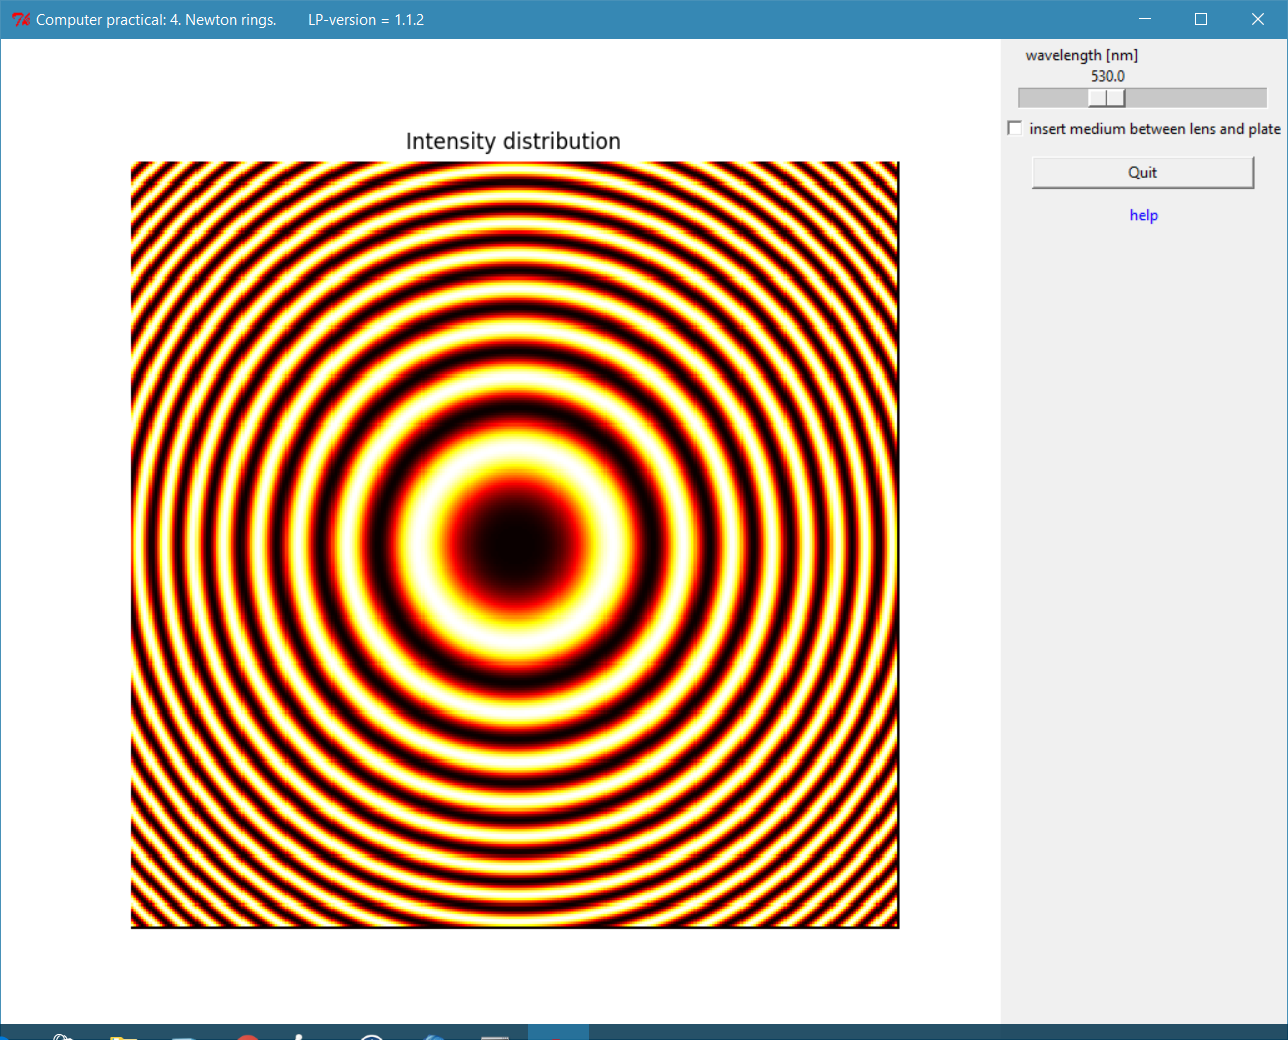 Computer practical: 4. Newton rings. LP-version = 1.1.2
wavelength [nm]
530.0
insert medium between lens and plate
Quit
help
Intensity distribution